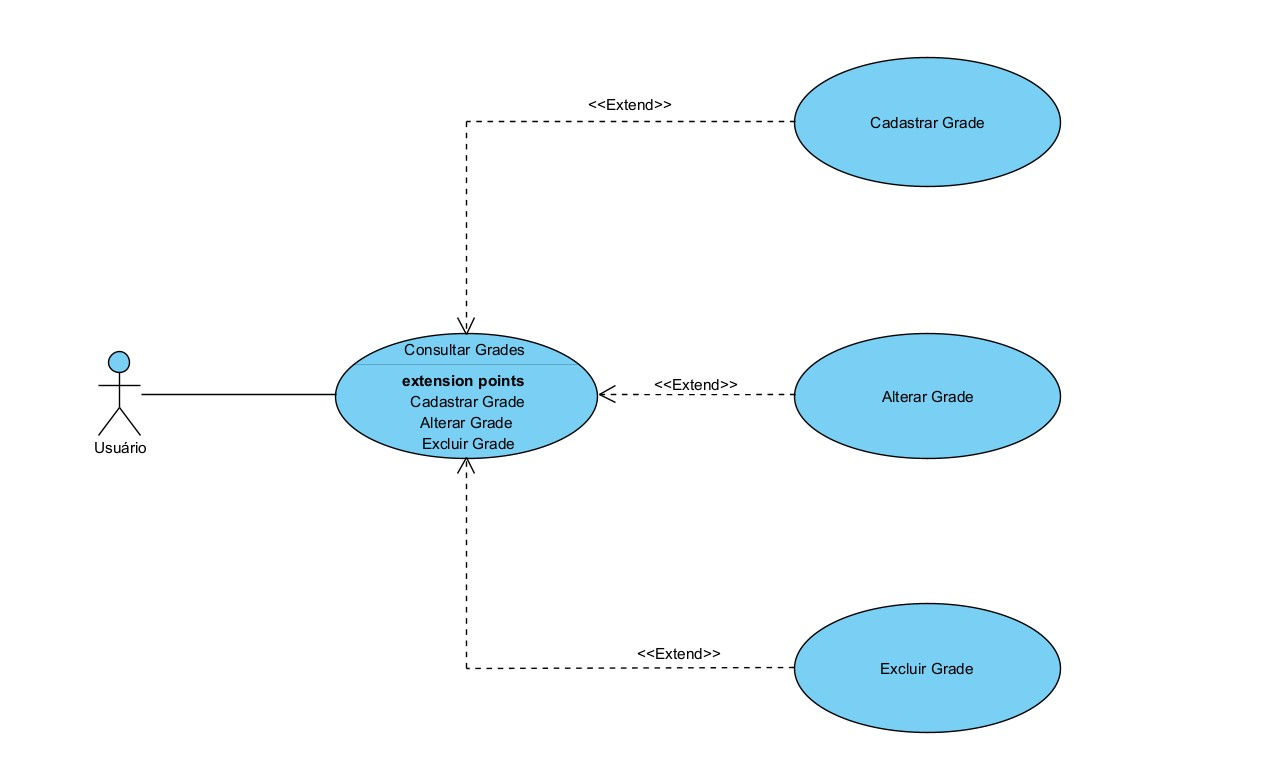 <<Extend>>
Cadastrar Grade
Consultar Grades
extension points
Cadastrar Grade
Alterar Grade
Excluir Grade
<<Extend>>
Alterar Grade
Usuário
<<Extend>>
Excluir Grade